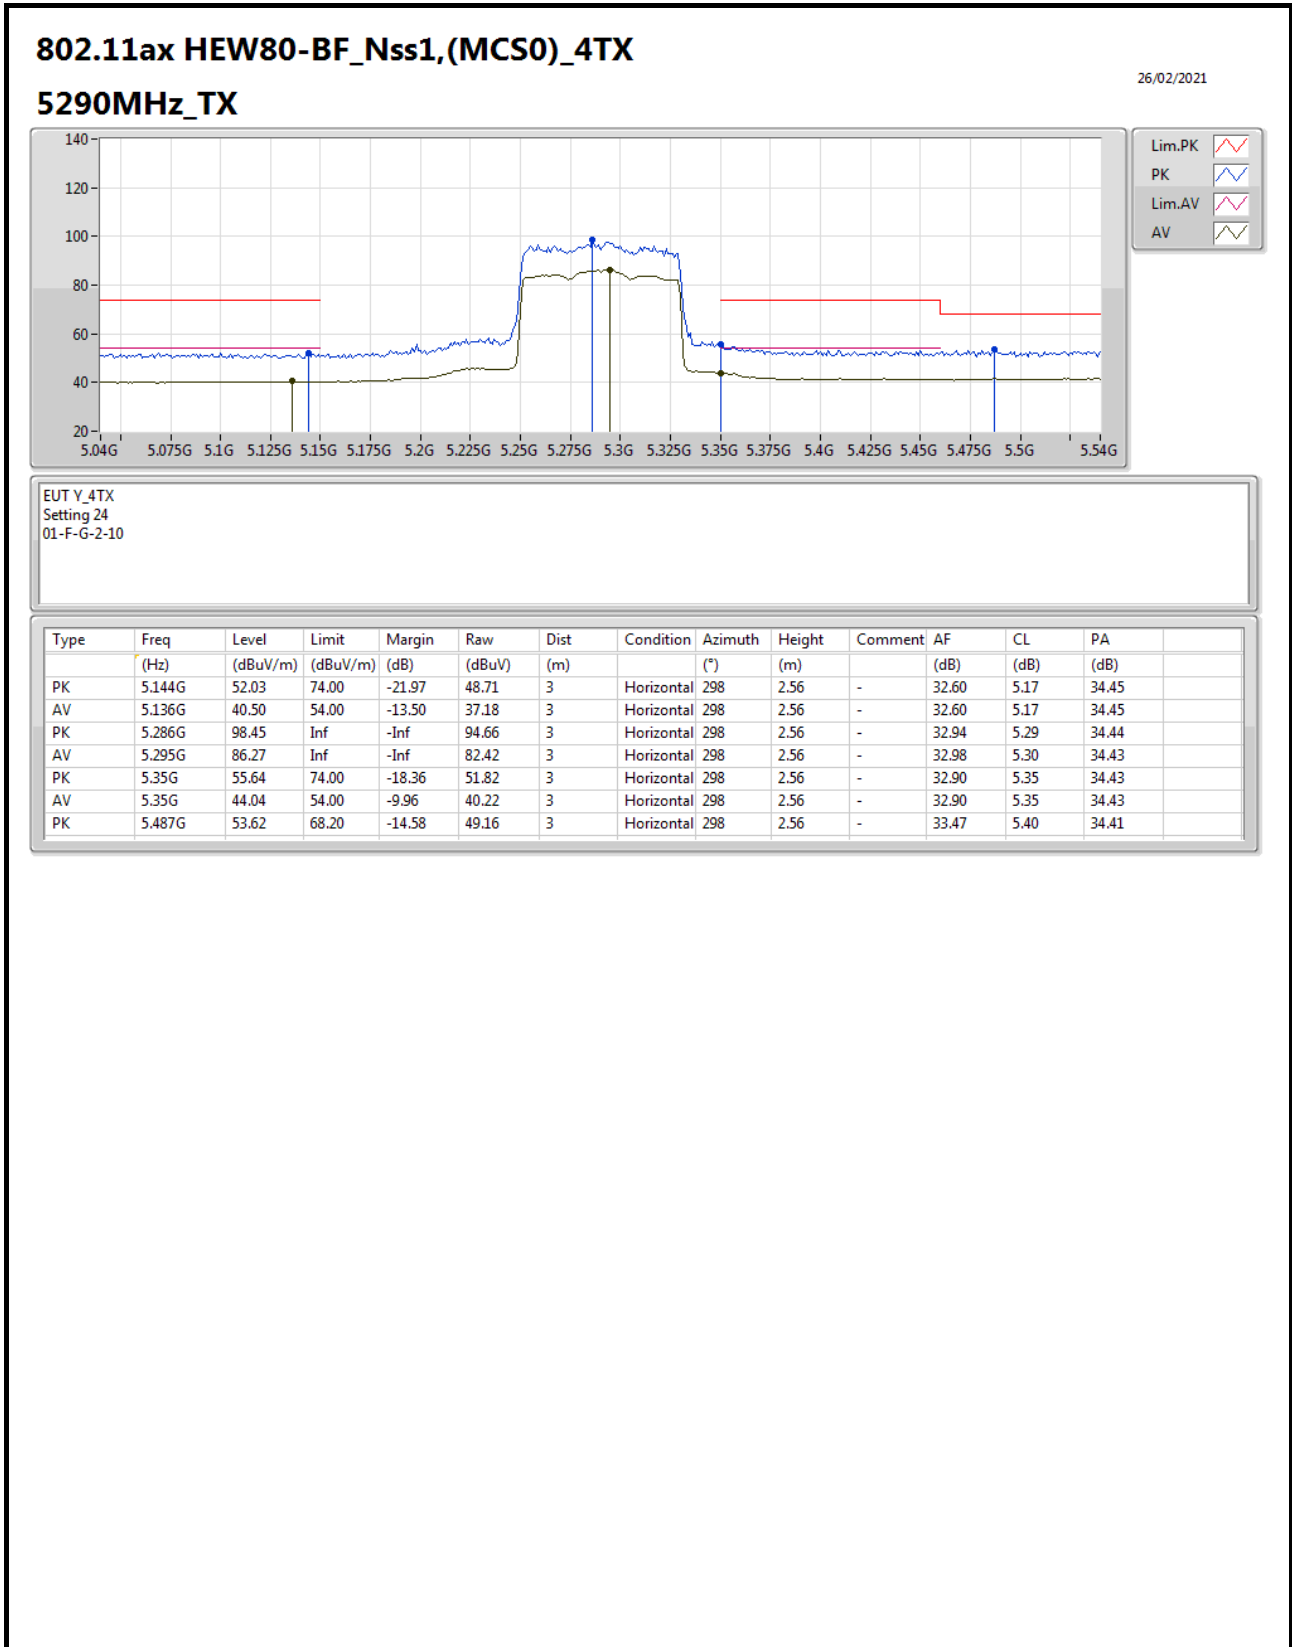 802.11ax HEW80-BF_Nss1,(MCS0)_4TX
26/02/2021
5290MHz_TX
140
120
100
80
60
40
20
5.04G 5.075G 5.1G 5.125G 5.15G 5.175G 5.2G 5.225G 5.25G 5.275G 5.3G 5.325G 5.35G 5.375G 5.4G 5.425G 5.45G 5.475G 5.5G 5.54G
Lim.PK
PK
Lim.AV
AV
EUT Y_4TX
Setting 24
01-F-G-2-10
Type Freq Level Limit Margin Raw Dist Condition Azimuth Height Comment AF CL PA
(Hz) (dBuV/m) (dBuV/m) (dB) (dBuV) (m) (°) (m) (dB) (dB) (dB)
PK 5.144G 52.03 74.00 -21.97 48.71 3 Horizontal 298 2.56 - 32.60 5.17 34.45
AV 5.136G 40.50 54.00 -13.50 37.18 3 Horizontal 298 2.56 - 32.60 5.17 34.45
PK 5.286G 98.45 Inf -Inf 94.66 3 Horizontal 298 2.56 - 32.94 5.29 34.44
AV 5.295G 86.27 Inf -Inf 82.42 3 Horizontal 298 2.56 - 32.98 5.30 34.43
PK 5.35G 55.64 74.00 -18.36 51.82 3 Horizontal 298 2.56 - 32.90 5.35 34.43
AV 5.35G 44.04 54.00 -9.96 40.22 3 Horizontal 298 2.56 - 32.90 5.35 34.43
PK 5.487G 53.62 68.20 -14.58 49.16 3 Horizontal 298 2.56 - 33.47 5.40 34.41